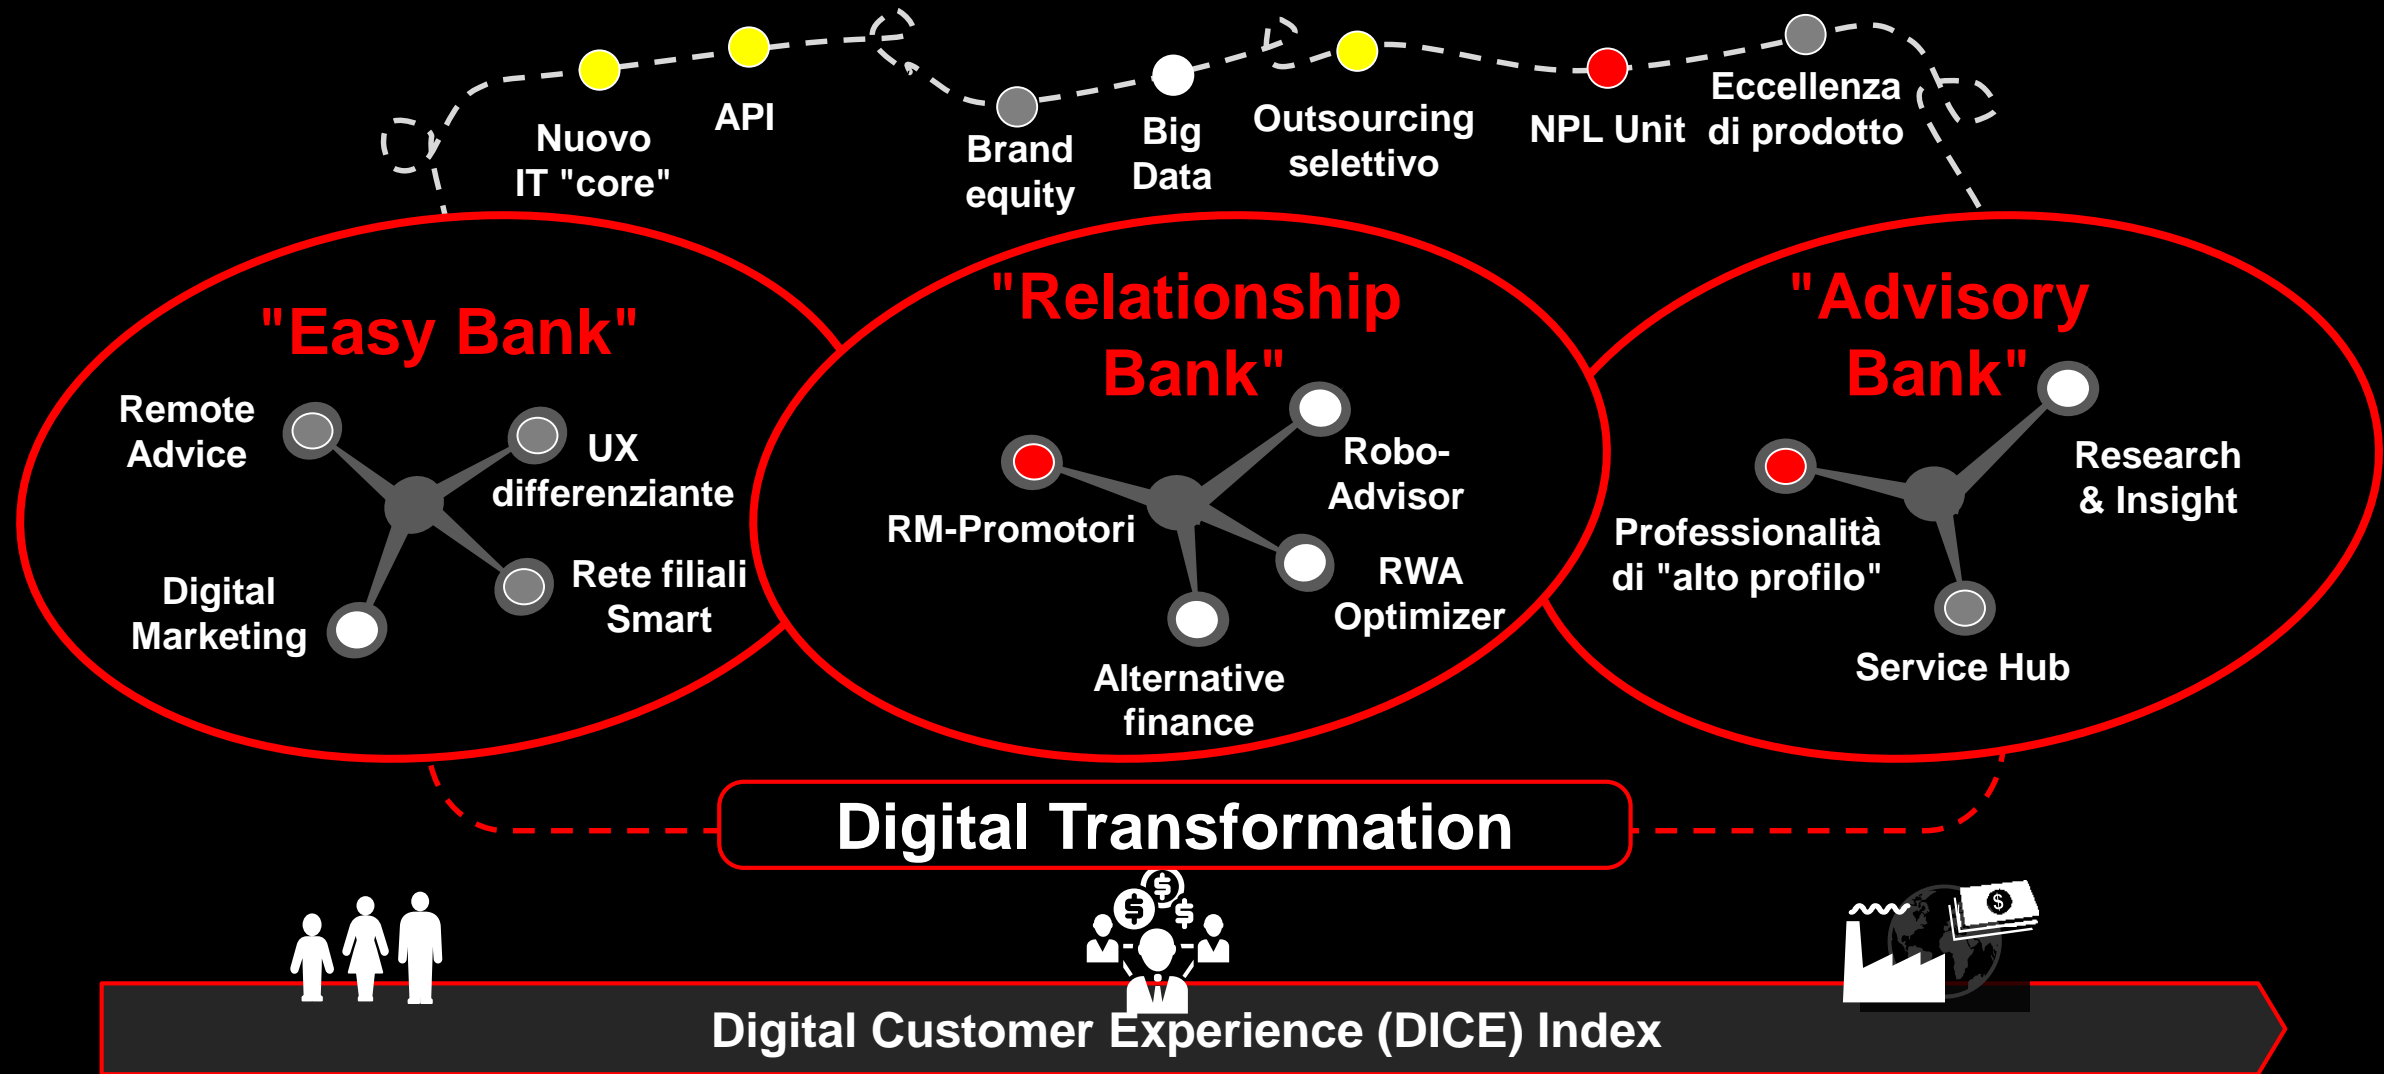 Nuovo
IT "core"
API
Brand
equity
Big
Data
Outsourcing
selettivo
NPL Unit
Eccellenza
di prodotto
"Easy Bank"
Remote
Advice
UX
differenziante
Digital
Marketing
Rete filiali
Smart
"Relationship
Bank"
RM-Promotori
Robo-
Advisor
RWA
Optimizer
Alternative
finance
"Advisory
Bank"
Research
& Insight
Professionalità
di "alto profilo"
Service Hub
Digital Transformation
$
$
$
$
Digital Customer Experience (DICE) Index